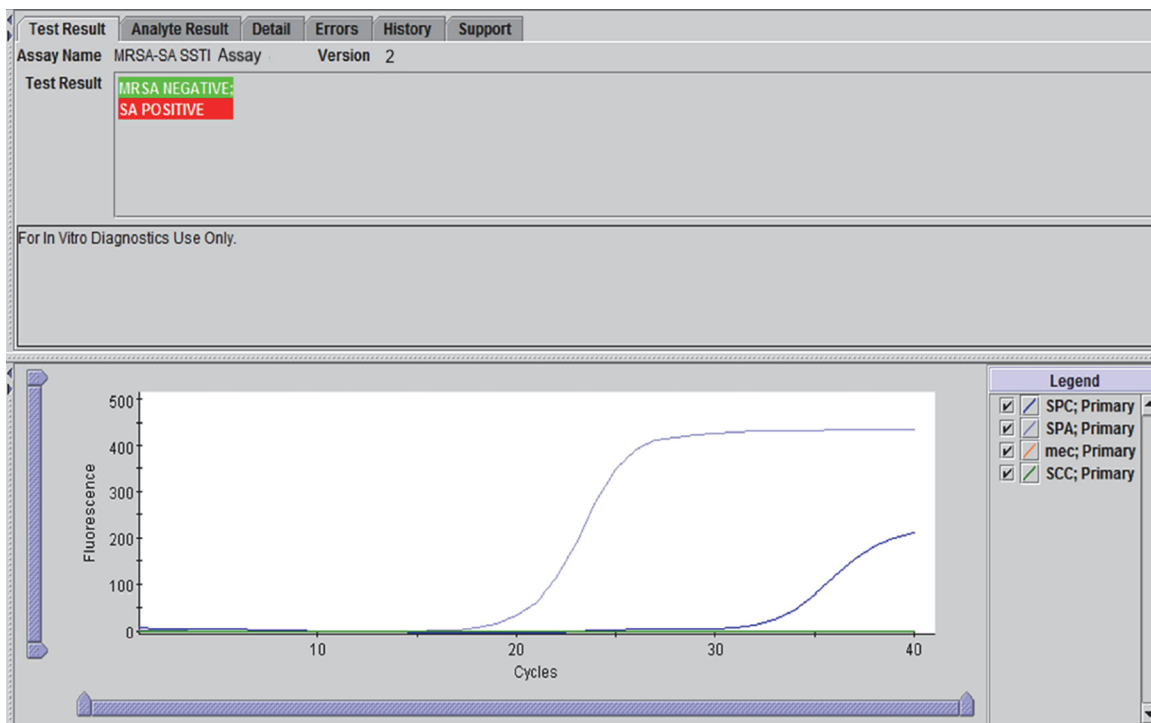 Test Result Analyte Result Detail Errors History Support
Assay Name MRSA-SA SSTI Assay Version 2
Test Result MRSA NEGATIVE;
SA POSITIVE
For In Vitro Diagnostics Use Only.
Legend
SPC; Primary
SPA; Primary
mec; Primary
SCC; Primary
500
400
300
200
100
0
Fluorescence
10 20 30 40
Cycles